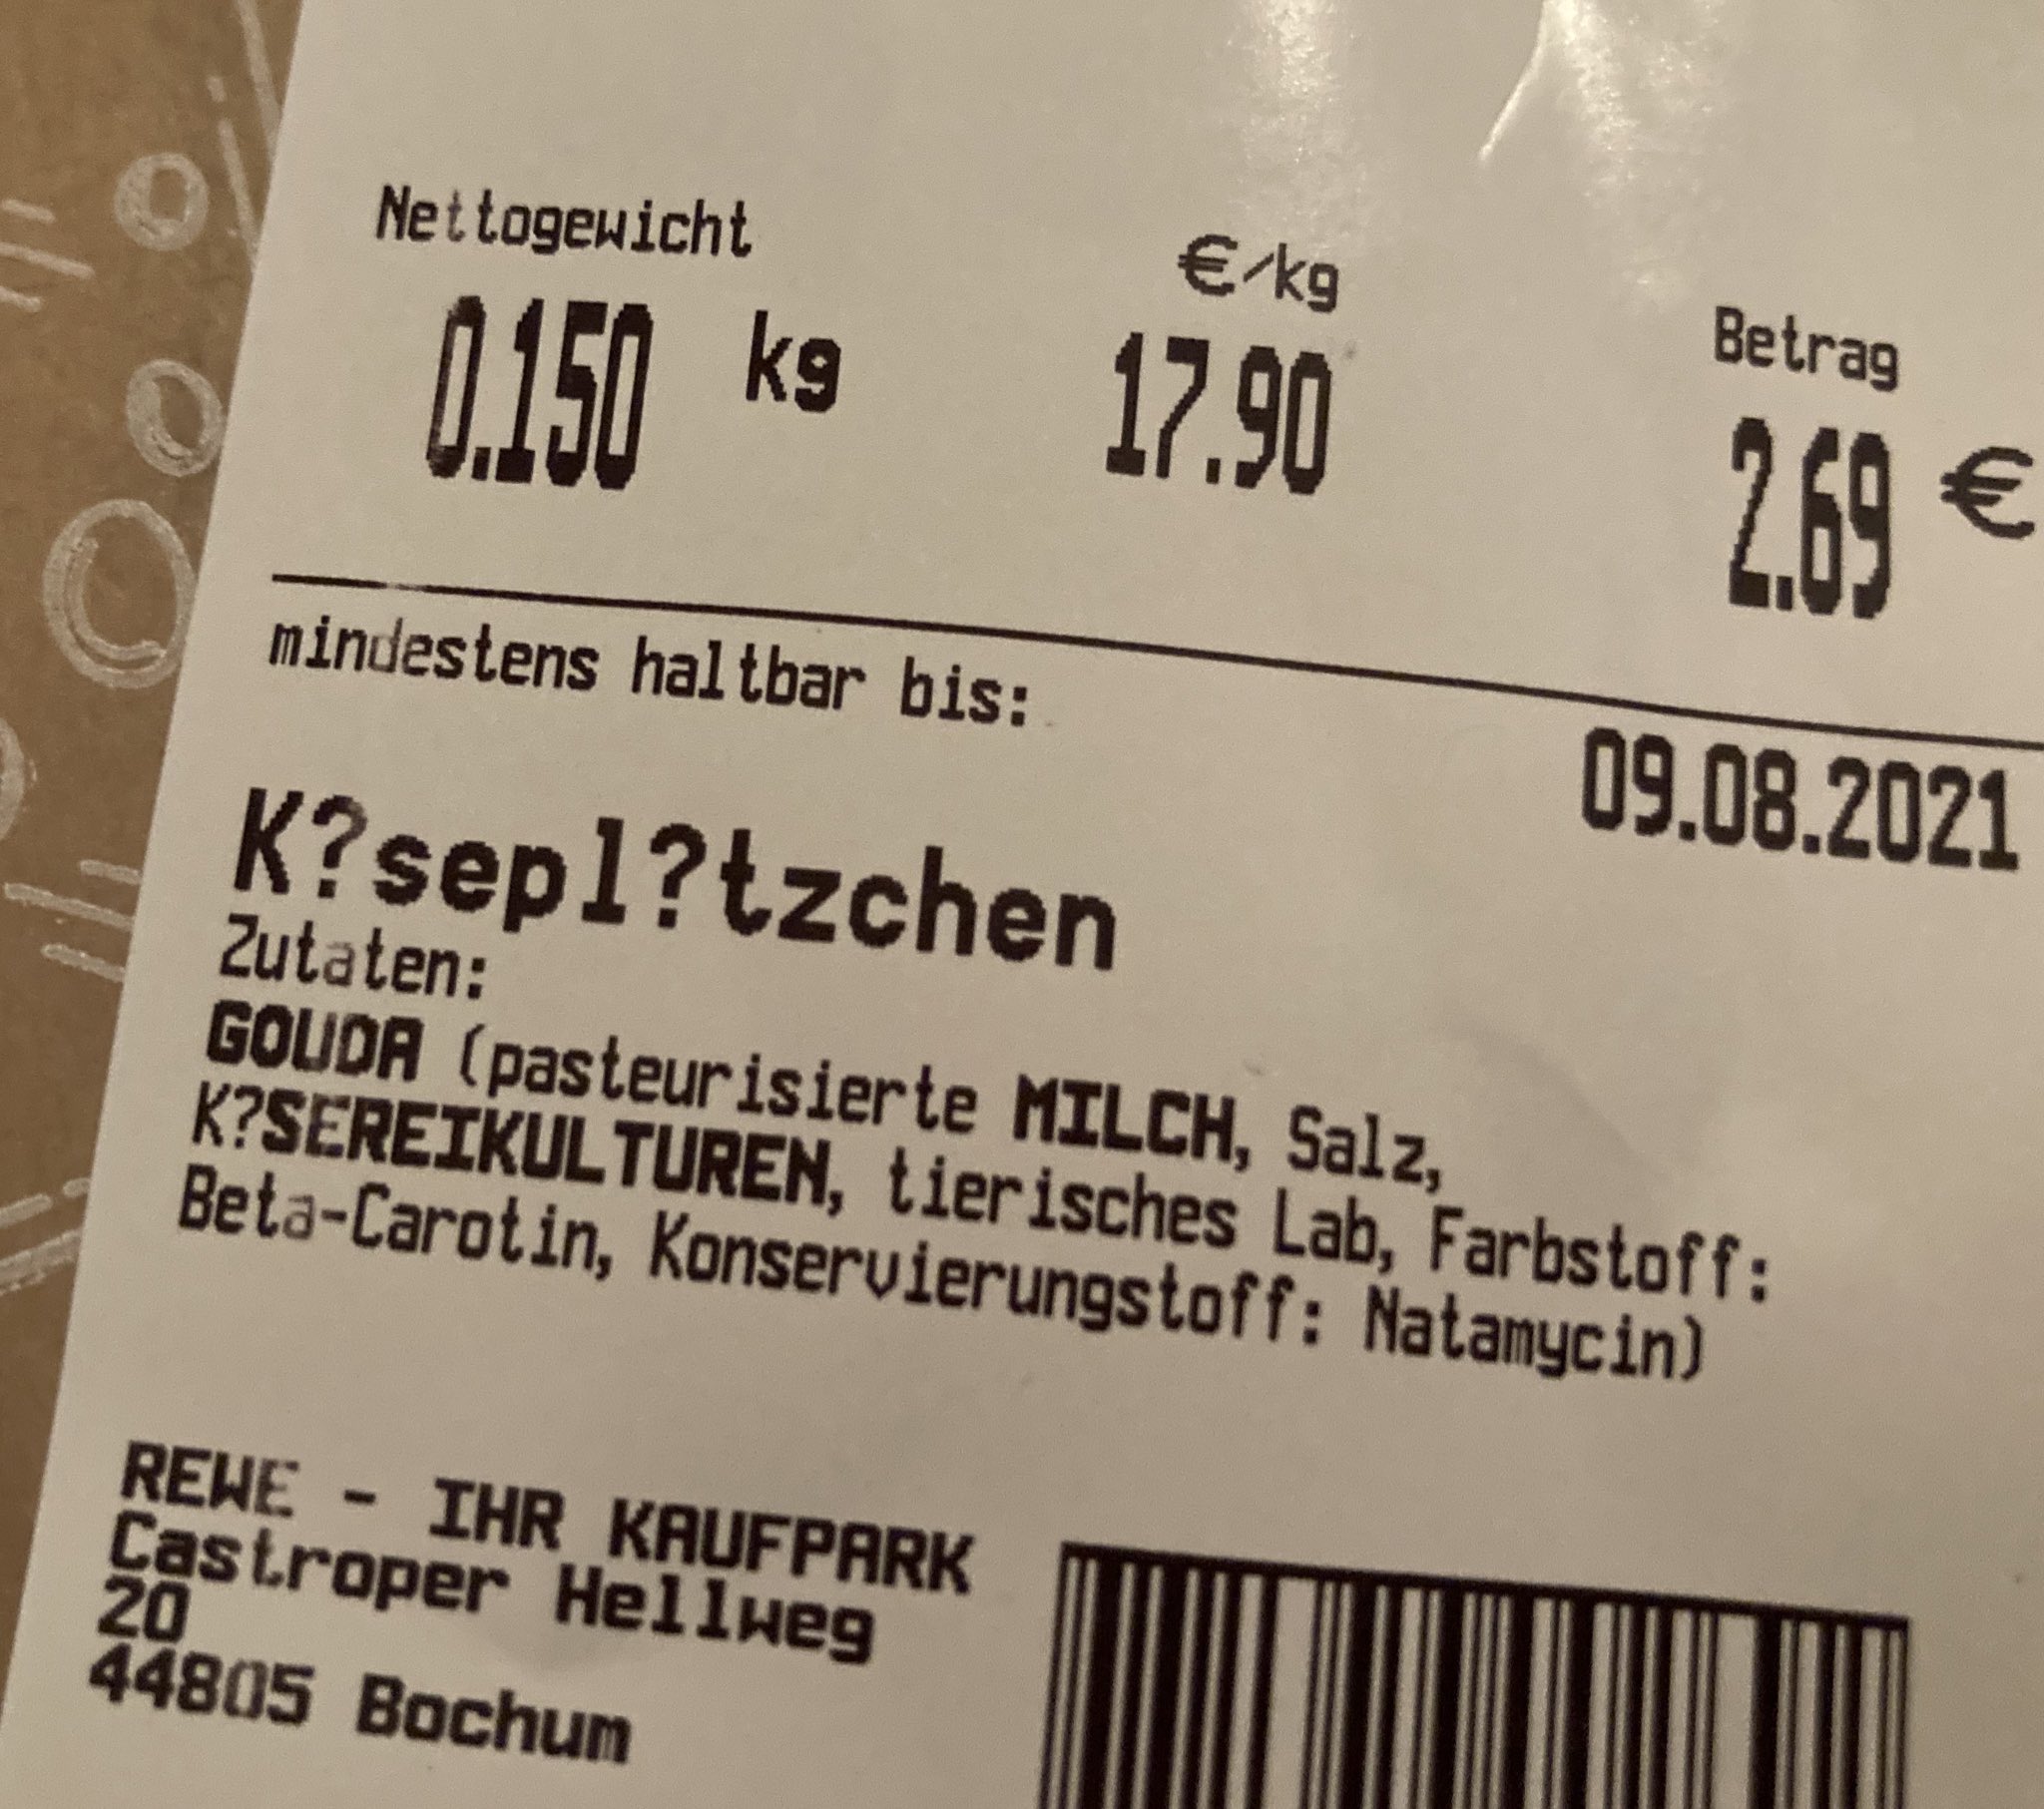 Nettogewicht €/kg Betrag
0.150 kg 17.90 2.69 €
mindestens haltbar bis: 09.08.2021
K?sepl?tzchen
Zutaten:
GOUDA (pasteurisierte MILCH, Salz,
K?SEREIKULTUREN, tierisches Lab, Farbstoff:
Beta-Carotin, Konservierungstoff: Natamycin)
REWE - IHR KAUFPARK
Castroper Hellweg
20
44805 Bochum